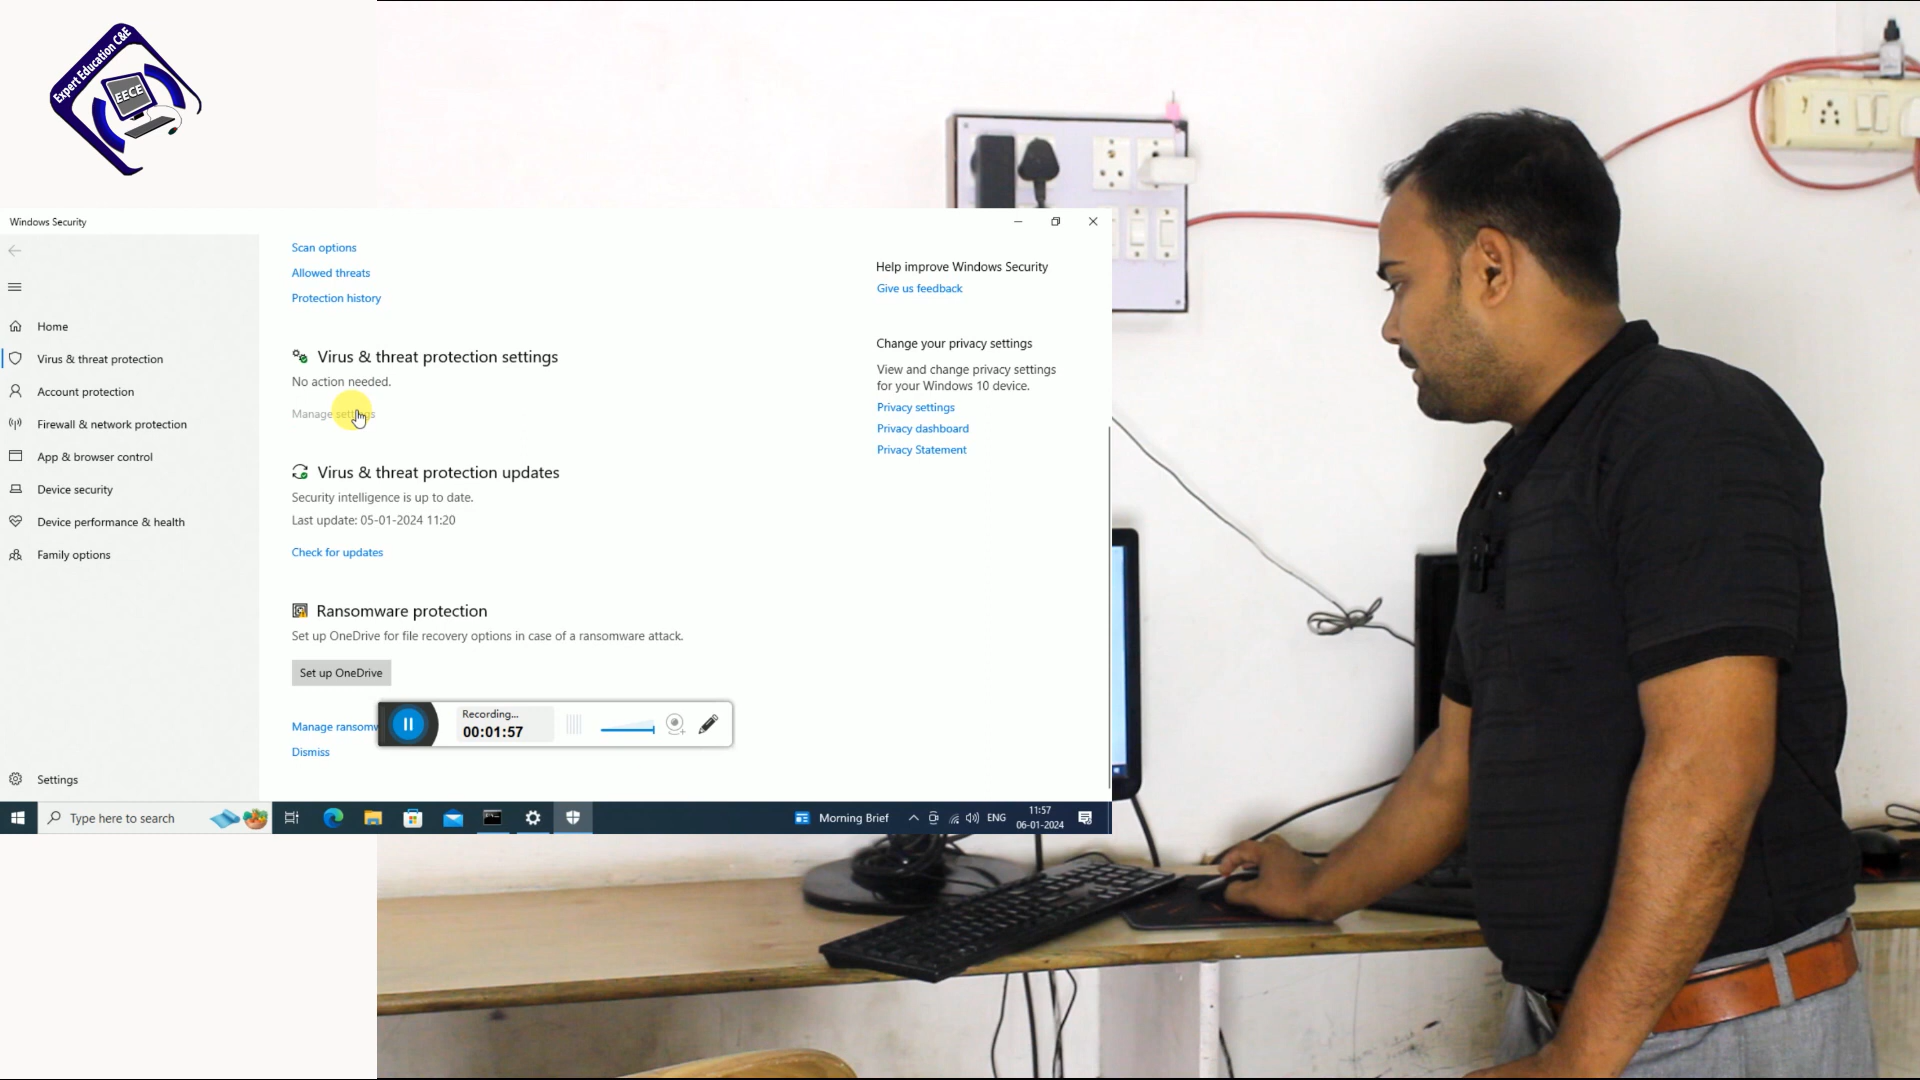 Expert Education C&E
EECE
Windows Security
Scan options
Allowed threats
Protection history
Home
Virus & threat protection
Account protection
Firewall & network protection
App & browser control
Device security
Device performance & health
Family options
Settings
Virus & threat protection settings
No action needed.
Manage settings
Virus & threat protection updates
Security intelligence is up to date.
Last update: 05-01-2024 11:20
Check for updates
Ransomware protection
Set up OneDrive for file recovery options in case of a ransomware attack.
Set up OneDrive
Manage ransomw
Dismiss
Recording...
00:01:57
Help improve Windows Security
Give us feedback
Change your privacy settings
View and change privacy settings
for your Windows 10 device.
Privacy settings
Privacy dashboard
Privacy Statement
Type here to search
Morning Brief
ENG
11:57
06-01-2024